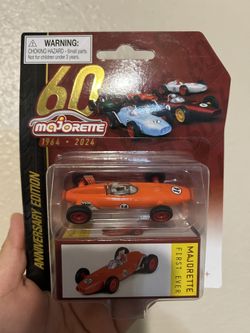 WARNING:
CHOKING HAZARD - Small parts.
Not for children under 3 years.
60
majorette
1964 - 2024
ANNIVERSARY EDITION
MAJORETTE
FIRST EVER